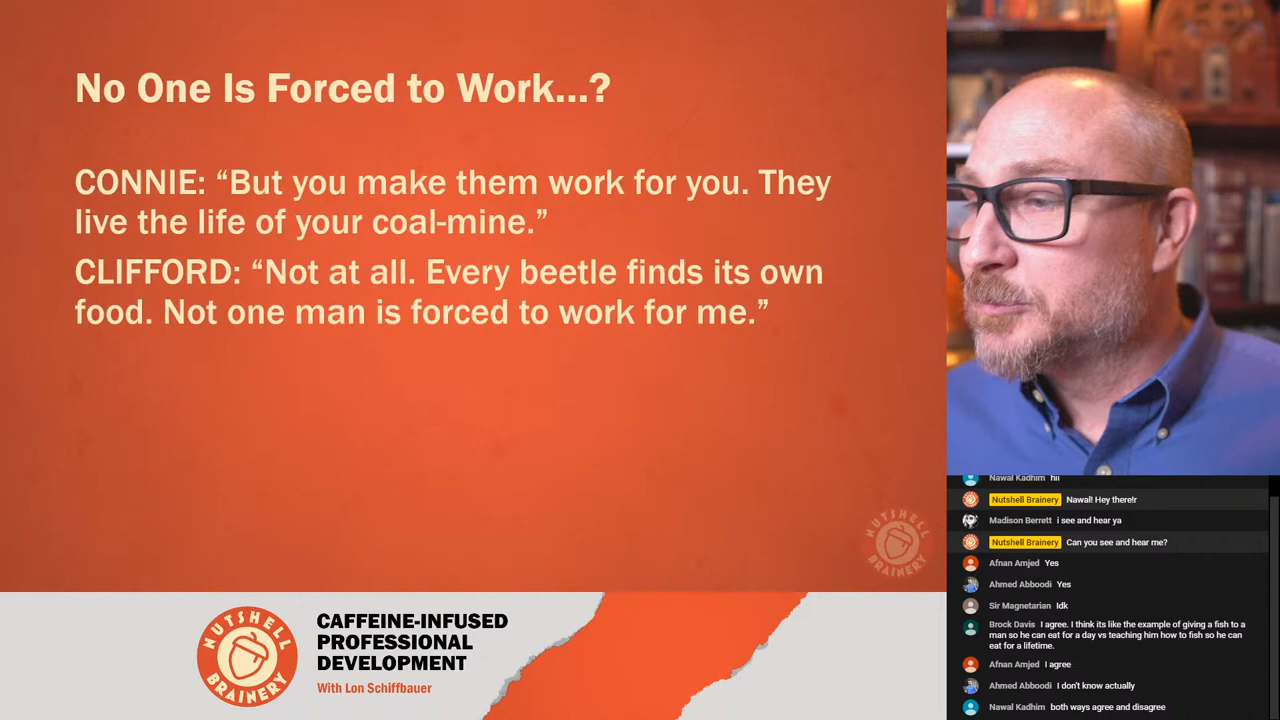 No One Is Forced to Work...?
CONNIE: “But you make them work for you. They
live the life of your coal-mine.”
CLIFFORD: “Not at all. Every beetle finds its own
food. Not one man is forced to work for me.”
NUTSHELL
BRAINERY
NUTSHELL
BRAINERY
CAFFEINE-INFUSED
PROFESSIONAL
DEVELOPMENT
With Lon Schiffbauer
Nawal Kadhim hii
Nutshell Brainery Nawal! Hey there!r
Madison Berrett i see and hear ya
Nutshell Brainery Can you see and hear me?
Afnan Amjed Yes
Ahmed Abboodi Yes
Sir Magnetarian Idk
Brock Davis I agree. I think its like the example of giving a fish to a
man so he can eat for a day vs teaching him how to fish so he can
eat for a lifetime.
Afnan Amjed I agree
Ahmed Abboodi I don't know actually
Nawal Kadhim both ways agree and disagree